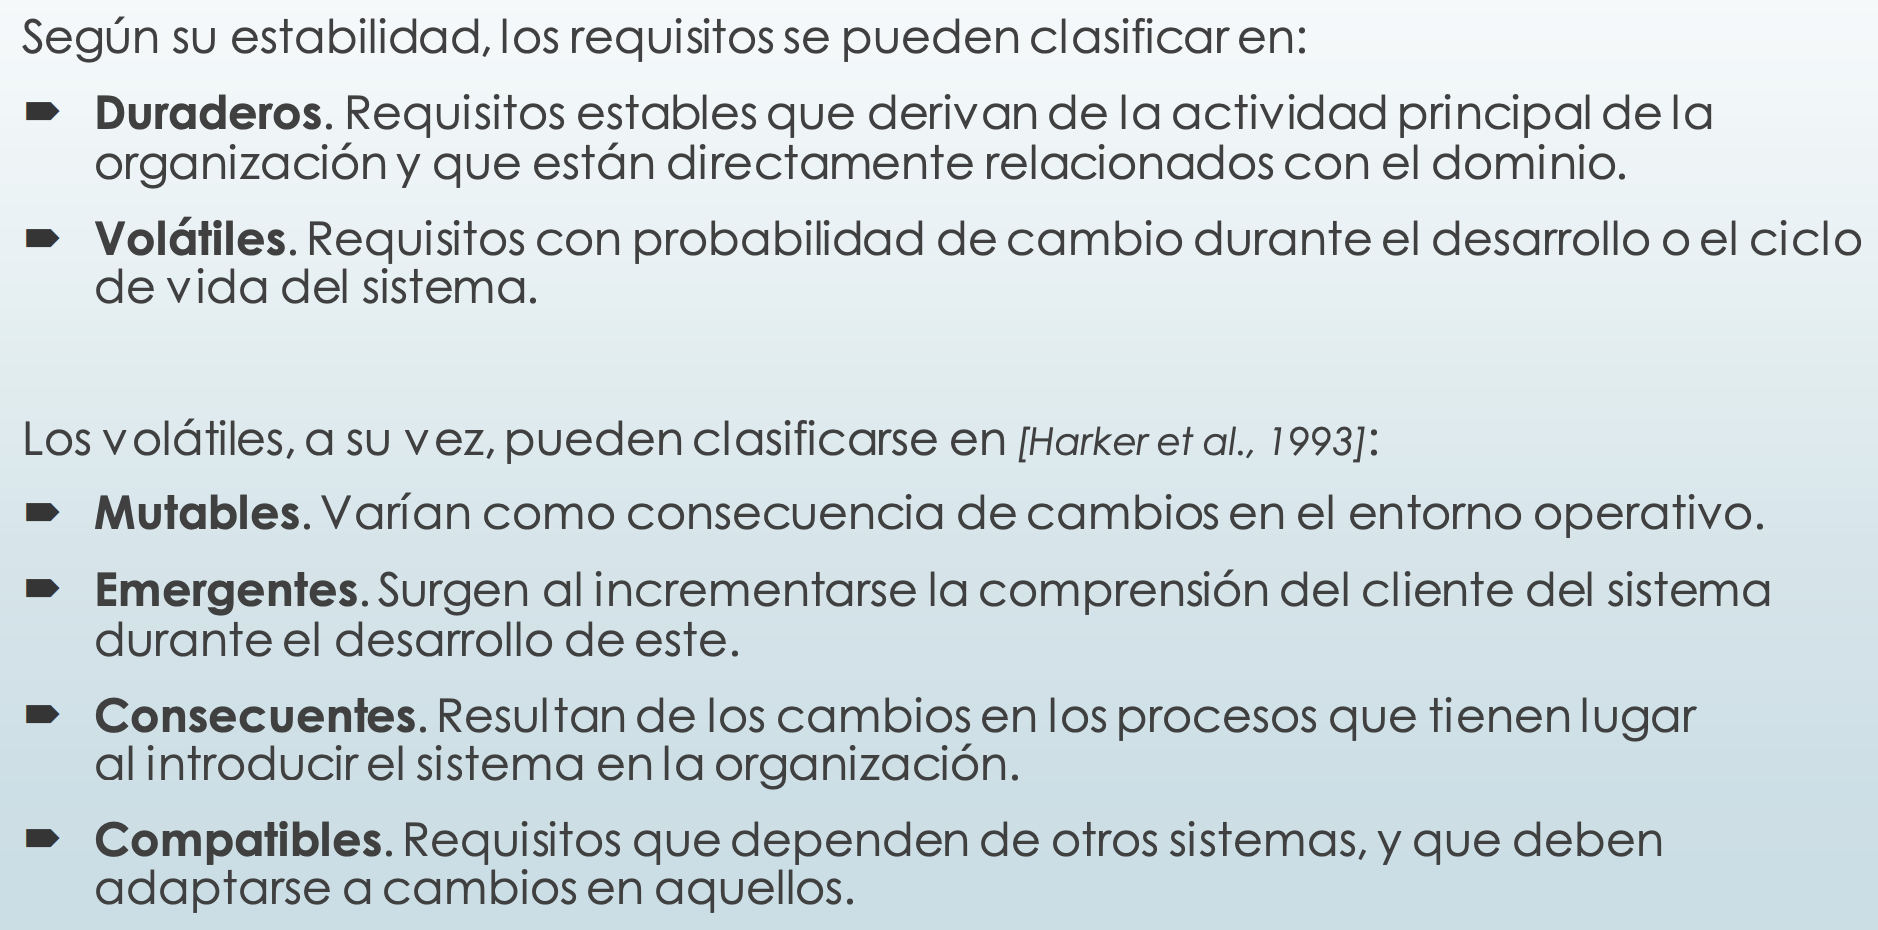 Según su estabilidad, los requisitos se pueden clasificar en:
Duraderos. Requisitos estables que derivan de la actividad principal de la
organización y que están directamente relacionados con el dominio.
Volátiles. Requisitos con probabilidad de cambio durante el desarrollo o el ciclo
de vida del sistema.
Los volátiles, a su vez, pueden clasificarse en [Harker et al., 1993]:
Mutables. Varían como consecuencia de cambios en el entorno operativo.
Emergentes. Surgen al incrementarse la comprensión del cliente del sistema
durante el desarrollo de este.
Consecuentes. Resultan de los cambios en los procesos que tienen lugar
al introducir el sistema en la organización.
Compatibles. Requisitos que dependen de otros sistemas, y que deben
adaptarse a cambios en aquellos.